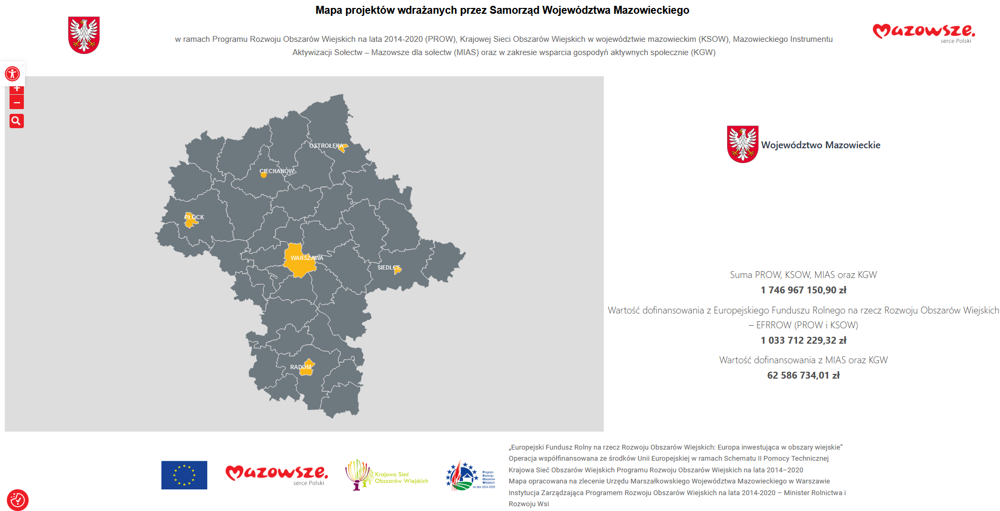 Mapa projektów wdrażanych przez Samorząd Województwa Mazowieckiego
w ramach Programu Rozwoju Obszarów Wiejskich na lata 2014-2020 (PROW), Krajowej Sieci Obszarów Wiejskich w województwie mazowieckim (KSOW), Mazowieckiego Instrumentu
Aktywizacji Sołectw – Mazowsze dla sołectw (MIAS) oraz w zakresie wsparcia gospodyń aktywnych społecznie (KGW)
Mazowsze.
serce Polski
+
−
OSTROŁĘKA
CIECHANÓW
PŁOCK
WARSZAWA
SIEDLCE
RADOM
Województwo Mazowieckie
Suma PROW, KSOW, MIAS oraz KGW
1 746 967 150,90 zł
Wartość dofinansowania z Europejskiego Funduszu Rolnego na rzecz Rozwoju Obszarów Wiejskich
– EFRROW (PROW i KSOW)
1 033 712 229,32 zł
Wartość dofinansowania z MIAS oraz KGW
62 586 734,01 zł
Mazowsze.
serce Polski
Krajowa Sieć
Obszarów Wiejskich
Program
Rozwoju
Obszarów
Wiejskich
na lata 2014-2020
„Europejski Fundusz Rolny na rzecz Rozwoju Obszarów Wiejskich: Europa inwestująca w obszary wiejskie”
Operacja współfinansowana ze środków Unii Europejskiej w ramach Schematu II Pomocy Technicznej
Krajowa Sieć Obszarów Wiejskich Programu Rozwoju Obszarów Wiejskich na lata 2014–2020
Mapa opracowana na zlecenie Urzędu Marszałkowskiego Województwa Mazowieckiego w Warszawie
Instytucja Zarządzająca Programem Rozwoju Obszarów Wiejskich na lata 2014-2020 – Minister Rolnictwa i
Rozwoju Wsi